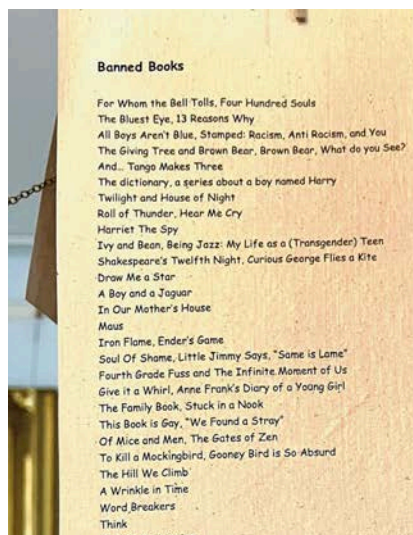 Banned Books
For Whom the Bell Tolls, Four Hundred Souls
The Bluest Eye, 13 Reasons Why
All Boys Aren't Blue, Stamped: Racism, Anti Racism, and You
The Giving Tree and Brown Bear, Brown Bear, What do you See?
And... Tango Makes Three
The dictionary, a series about a boy named Harry
Twilight and House of Night
Roll of Thunder, Hear Me Cry
Harriet The Spy
Ivy and Bean, Being Jazz: My Life as a (Transgender) Teen
Shakespeare's Twelfth Night, Curious George Flies a Kite
Draw Me a Star
A Boy and a Jaguar
In Our Mother's House
Maus
Iron Flame, Ender's Game
Soul Of Shame, Little Jimmy Says, "Same is Lame"
Fourth Grade Fuss and The Infinite Moment of Us
Give it a Whirl, Anne Frank's Diary of a Young Girl
The Family Book, Stuck in a Nook
This Book is Gay, "We Found a Stray"
Of Mice and Men, The Gates of Zen
To Kill a Mockingbird, Gooney Bird is So Absurd
The Hill We Climb
A Wrinkle in Time
Word Breakers
Think